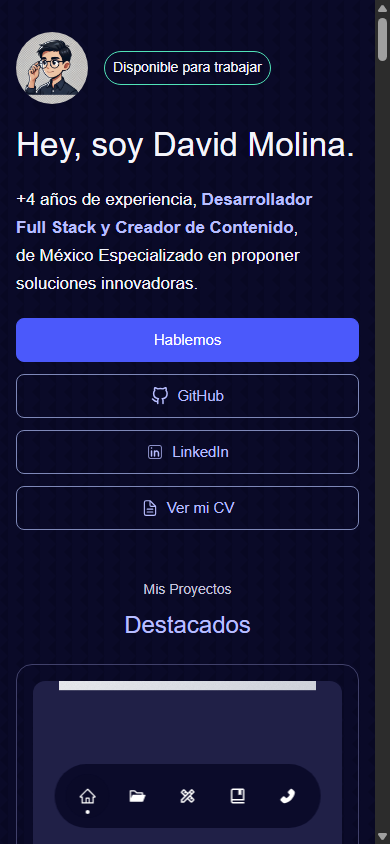 Disponible para trabajar
Hey, soy David Molina.
+4 años de experiencia, Desarrollador
Full Stack y Creador de Contenido,
de México Especializado en proponer
soluciones innovadoras.
Hablemos
GitHub
LinkedIn
Ver mi CV
Mis Proyectos
Destacados